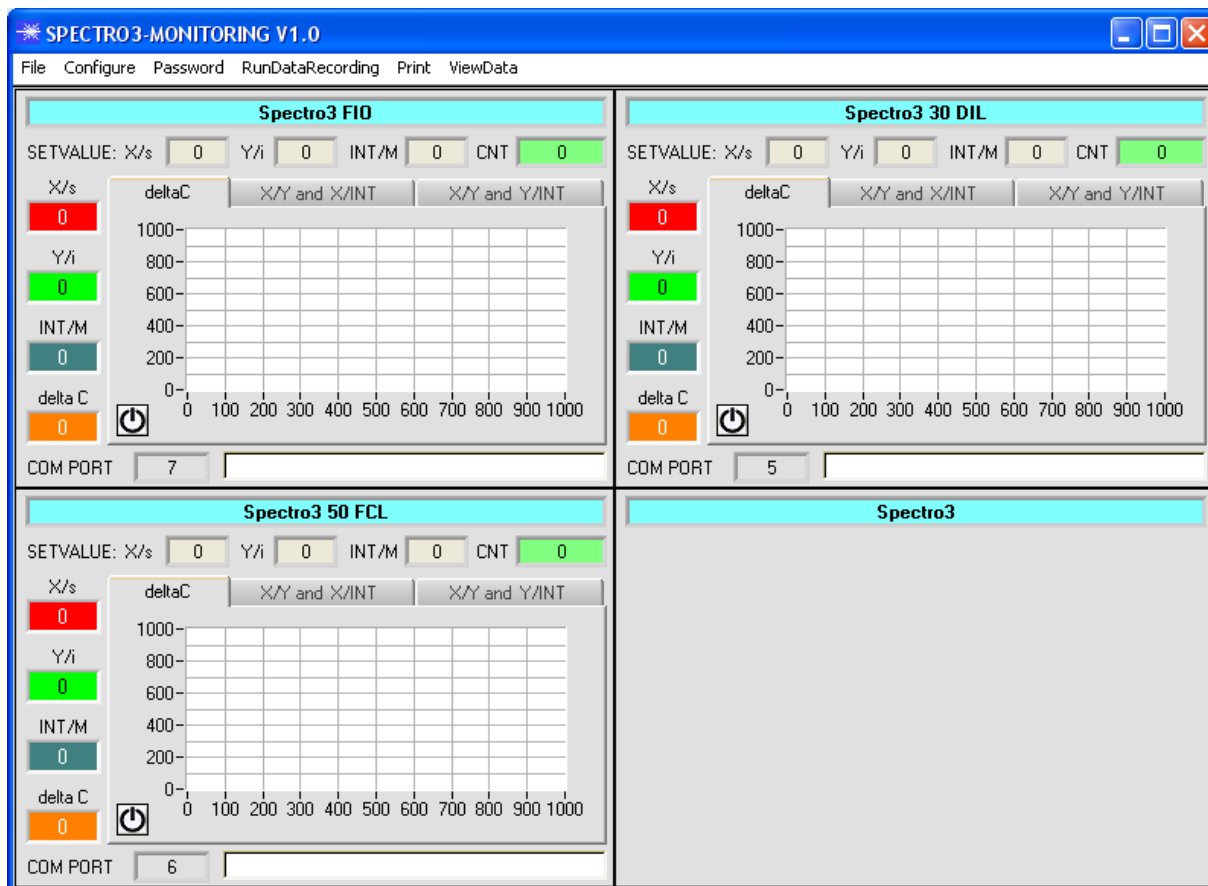 SPECTRO3-MONITORING V1.0
File Configure Password RunDataRecording Print ViewData
Spectro3 FIO
SETVALUE: X/s 0 Y/i 0 INT/M 0 CNT 0
X/s
0
Y/i
0
INT/M
0
delta C
0
deltaC X/Y and X/INT X/Y and Y/INT
1000
800
600
400
200
0
0 100 200 300 400 500 600 700 800 900 1000
COM PORT 7
Spectro3 30 DIL
SETVALUE: X/s 0 Y/i 0 INT/M 0 CNT 0
X/s
0
Y/i
0
INT/M
0
delta C
0
deltaC X/Y and X/INT X/Y and Y/INT
1000
800
600
400
200
0
0 100 200 300 400 500 600 700 800 900 1000
COM PORT 5
Spectro3 50 FCL
SETVALUE: X/s 0 Y/i 0 INT/M 0 CNT 0
X/s
0
Y/i
0
INT/M
0
delta C
0
deltaC X/Y and X/INT X/Y and Y/INT
1000
800
600
400
200
0
0 100 200 300 400 500 600 700 800 900 1000
COM PORT 6
Spectro3